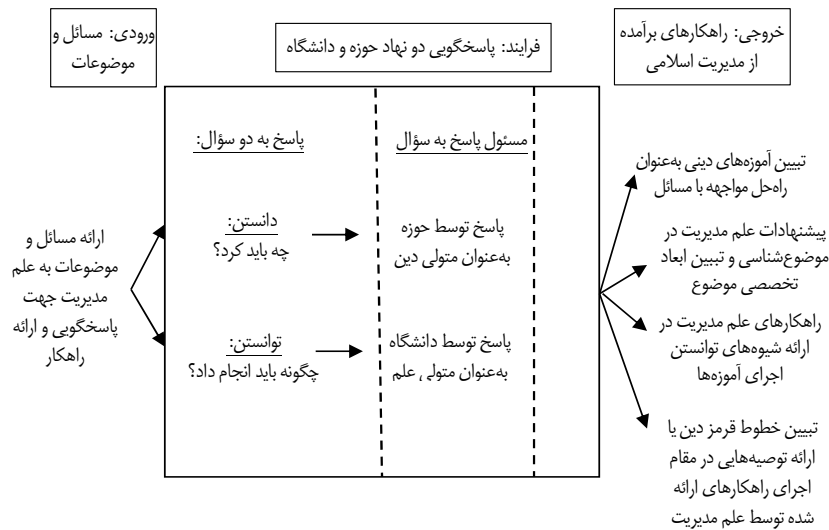 ورودی: مسائل و
موضوعات
فرایند: پاسخگویی دو نهاد حوزه و دانشگاه
خروجی: راهکارهای برآمده
از مدیریت اسلامی
ارائه مسائل و
موضوعات به علم
مدیریت جهت
پاسخگویی و ارائه
راهکار
پاسخ به دو سؤال:
دانستن:
چه باید کرد؟
توانستن:
چگونه باید انجام داد؟
مسئول پاسخ به سؤال
پاسخ توسط حوزه
به‌عنوان متولی دین
پاسخ توسط دانشگاه
به‌عنوان متولی علم
تبیین آموزه‌های دینی به‌عنوان
راه‌حل مواجهه با مسائل
پیشنهادات علم مدیریت در
موضوع‌شناسی و تبیین ابعاد
تخصصی موضوع
راهکارهای علم مدیریت در
ارائه شیوه‌های توانستن
اجرای آموزه‌ها
تبیین خطوط قرمز دین یا
ارائه توصیه‌هایی در مقام
اجرای راهکارهای ارائه
شده توسط علم مدیریت